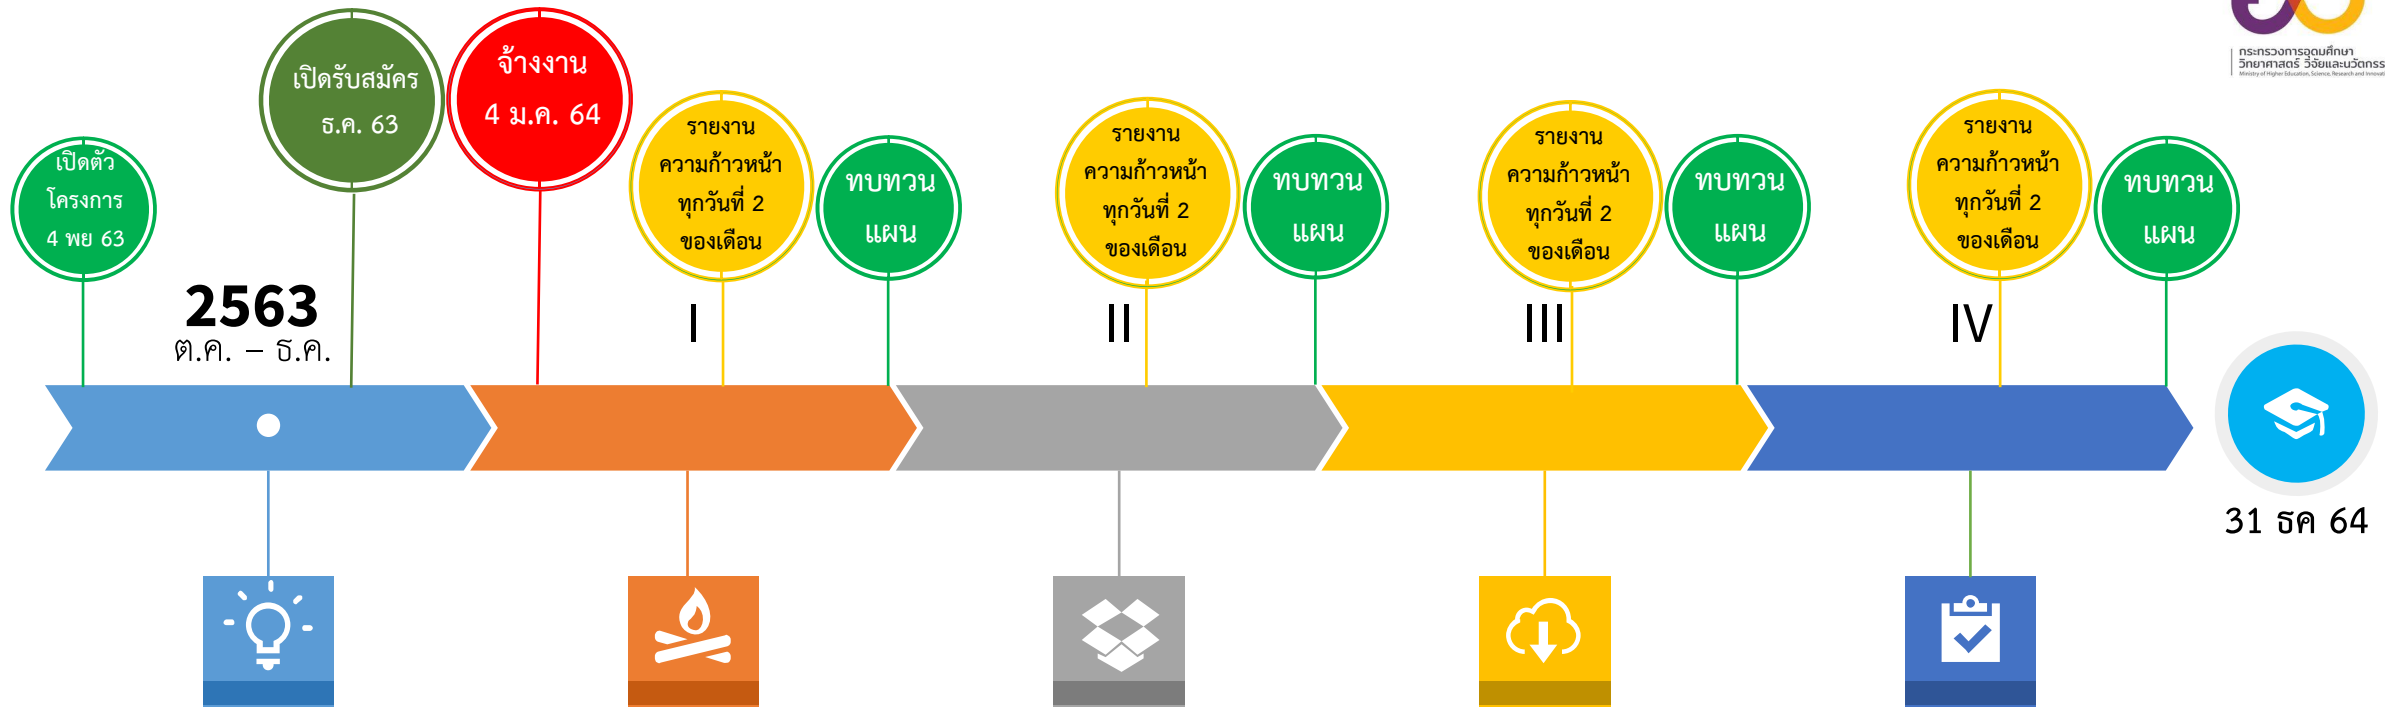 กระทรวงการอุดมศึกษา
วิทยาศาสตร์ วิจัยและนวัตกรร
Ministry of Higher Education, Science, Research and Innovati
เปิดตัว
โครงการ
4 พย 63
เปิดรับสมัคร
ธ.ค. 63
จ้างงาน
4 ม.ค. 64
รายงาน
ความก้าวหน้า
ทุกวันที่ 2
ของเดือน
ทบทวน
แผน
รายงาน
ความก้าวหน้า
ทุกวันที่ 2
ของเดือน
ทบทวน
แผน
รายงาน
ความก้าวหน้า
ทุกวันที่ 2
ของเดือน
ทบทวน
แผน
รายงาน
ความก้าวหน้า
ทุกวันที่ 2
ของเดือน
ทบทวน
แผน
2563
ต.ค. – ธ.ค.
I
II
III
IV
31 ธค 64